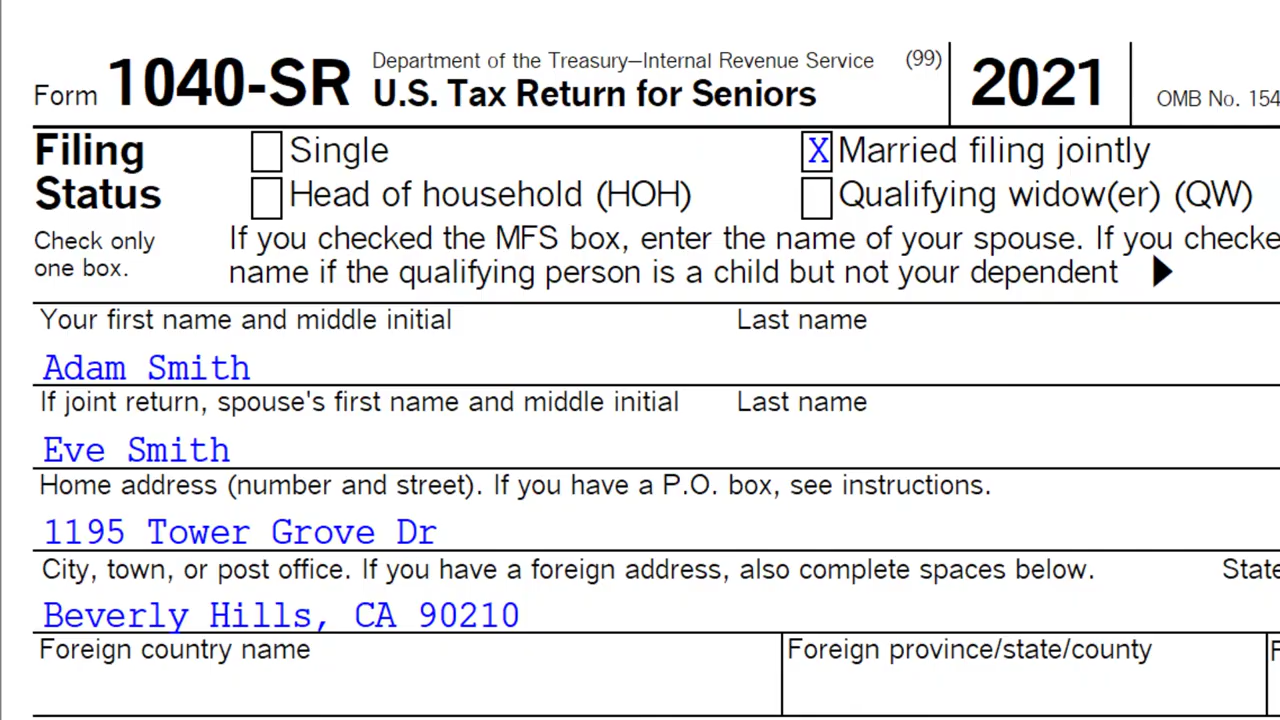 Form 1040-SR Department of the Treasury—Internal Revenue Service (99) 2021 OMB No.
U.S. Tax Return for Seniors
Filing Status
Check only one box.
Single
X Married filing jointly
Head of household (HOH)
Qualifying widow(er) (QW)
If you checked the MFS box, enter the name of your spouse. If you
name if the qualifying person is a child but not your dependent ▶
Your first name and middle initial Last name
Adam Smith
If joint return, spouse's first name and middle initial Last name
Eve Smith
Home address (number and street). If you have a P.O. box, see instructions.
1195 Tower Grove Dr
City, town, or post office. If you have a foreign address, also complete spaces below. State
Beverly Hills, CA 90210
Foreign country name Foreign province/state/county